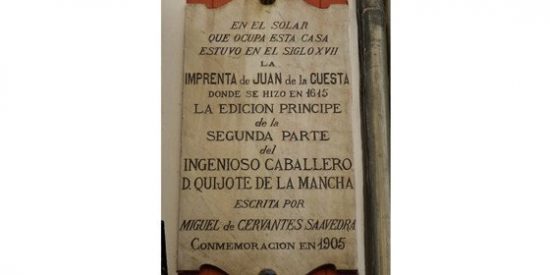 EN EL SOLAR
QUE OCUPA ESTA CASA
ESTUVO EN EL SIGLO XVII
LA
IMPRENTA de JUAN de LA CUESTA
DONDE SE HIZO EN 1615
LA EDICION PRINCIPE
de la
SEGUNDA PARTE
del
INGENIOSO CABALLERO
D. QUIJOTE DE LA MANCHA
ESCRITA POR
MIGUEL de CERVANTES SAAVEDRA
CONMEMORACION EN 1905